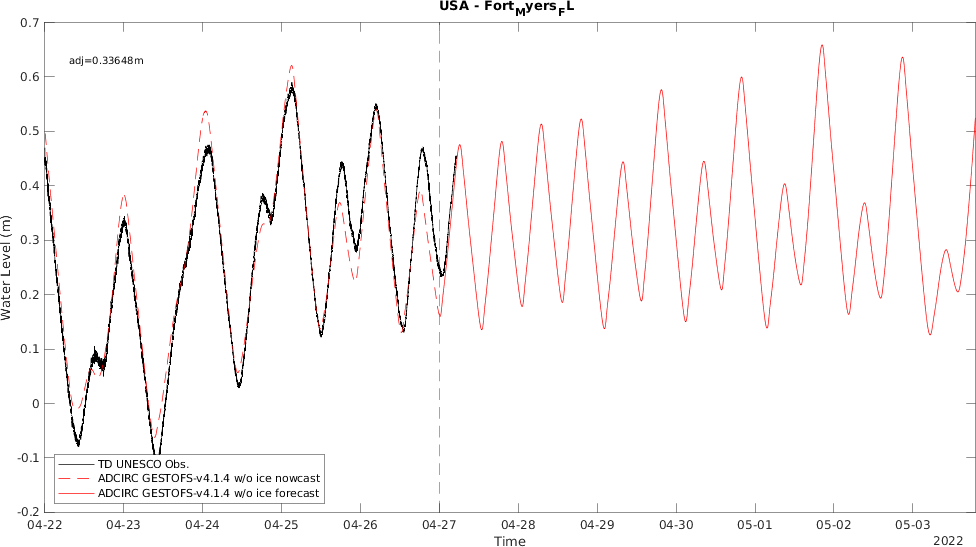 USA - Fort_Myers_FL
0.7
adj=0.33648m
0.6
0.5
0.4
0.3
0.2
0.1
0
-0.1
-0.2
Water Level (m)
TD UNESCO Obs.
ADCIRC GESTOFS-v4.1.4 w/o ice nowcast
ADCIRC GESTOFS-v4.1.4 w/o ice forecast
04-22 04-23 04-24 04-25 04-26 04-27 04-28 04-29 04-30 05-01 05-02 05-03
Time
2022